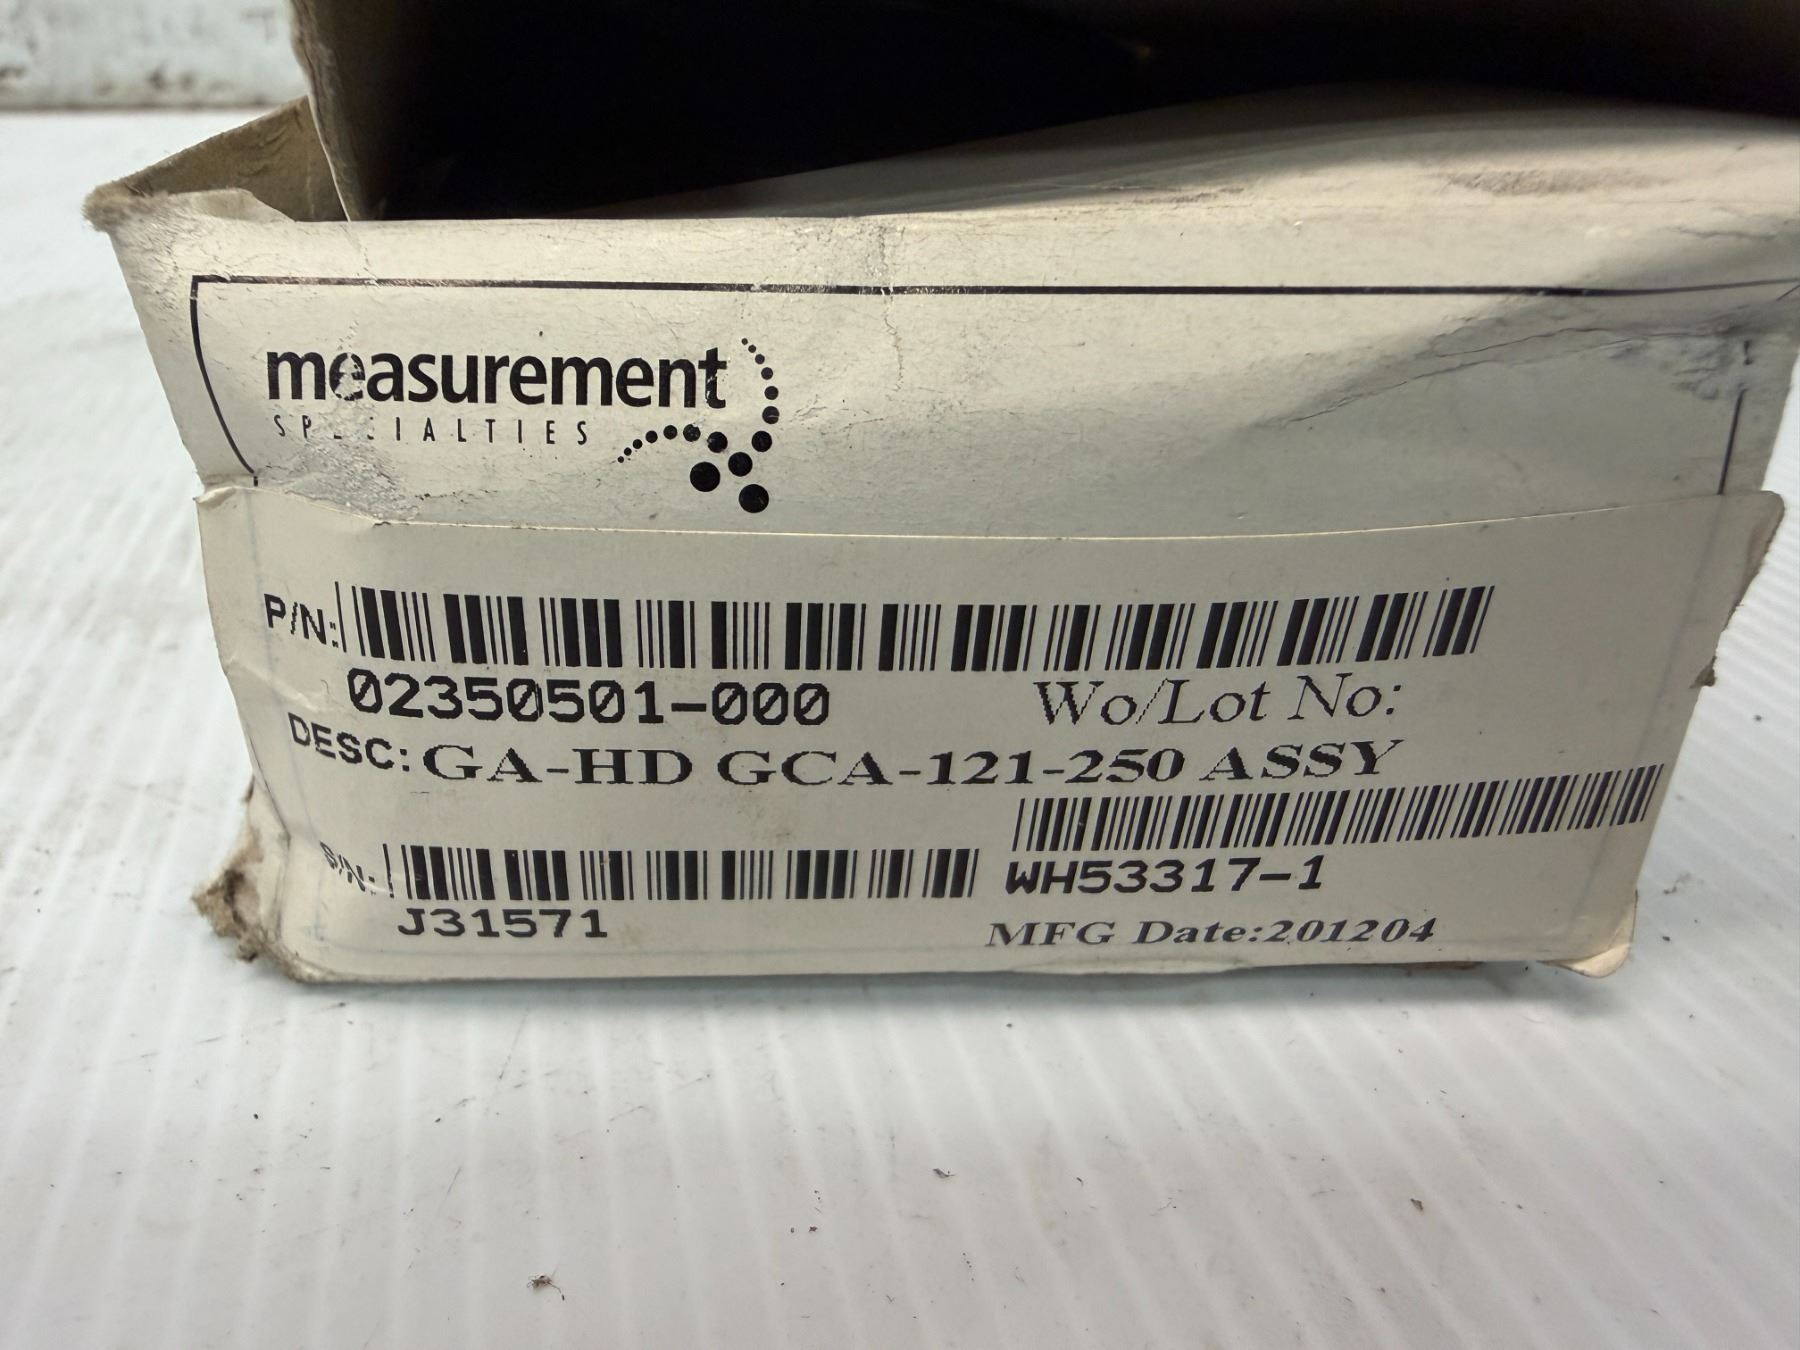 measurement
SPECIALTIES
P/N:
02350501-000 Wo/Lot No:
DESC: GA-HD GCA-121-250 ASSY
S/N: WH53317-1
J31571 MFG Date:201204